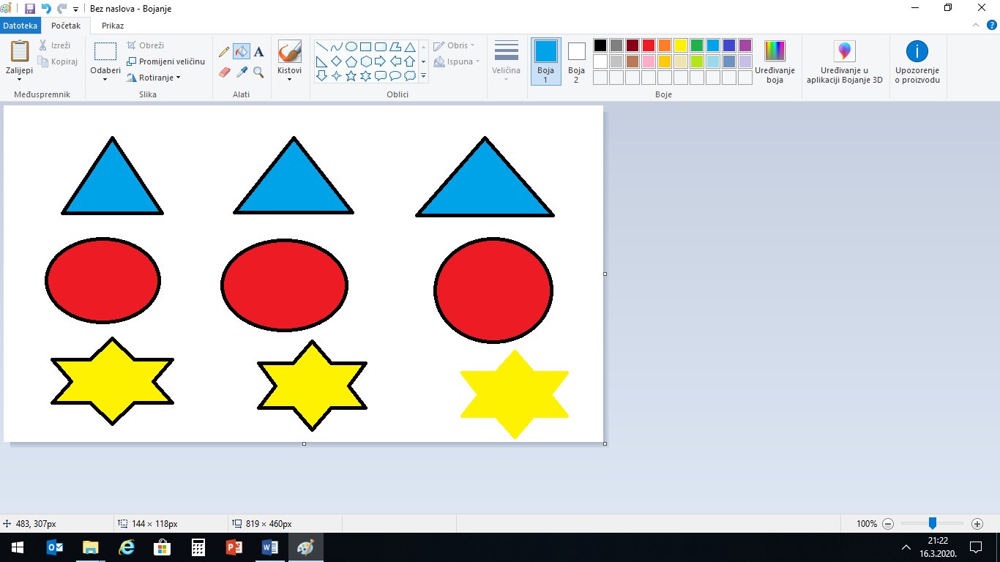 Bez naslova - Bojanje
Datoteka Početak Prikaz
Zalijepi
Izreži
Kopiraj
Međuspremnik
Odaberi
Obreži
Promijeni veličinu
Rotiranje
Slika
A
Alati
Kistovi
Obris
Ispuna
Oblici
Veličina
Boja
1
Boja
2
Boje
Uređivanje
boja
Uređivanje u
aplikaciji Bojanje 3D
Upozorenje
o proizvodu
483, 307px
144 × 118px
819 × 460px
100%
21:22
16.3.2020.